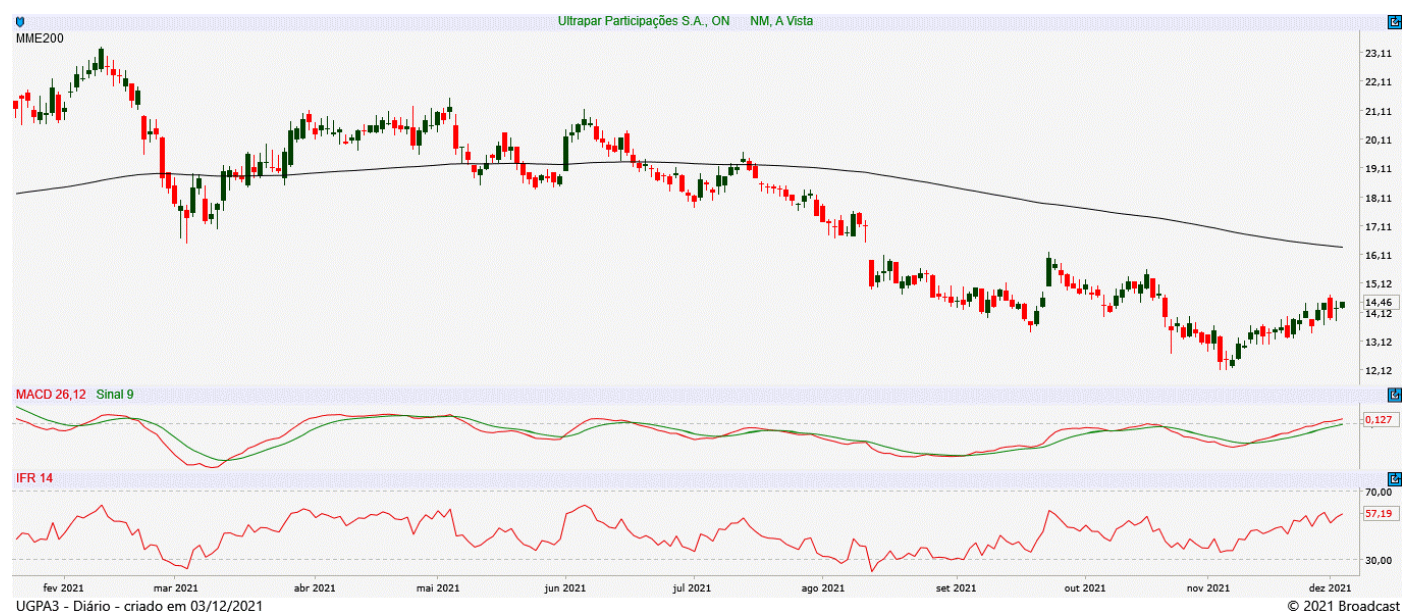 Ultrapar Participações S.A., ON NM, A Vista
MME200
23,11
22,11
21,11
20,11
19,11
18,11
17,11
16,11
15,12
14,46
14,12
13,12
12,12
MACD 26,12 Sinal 9
0,127
IFR 14
70,00
57,19
30,00
fev 2021 mar 2021 abr 2021 mai 2021 jun 2021 jul 2021 ago 2021 set 2021 out 2021 nov 2021 dez 2021
UGPA3 - Diário - criado em 03/12/2021 © 2021 Broadcast